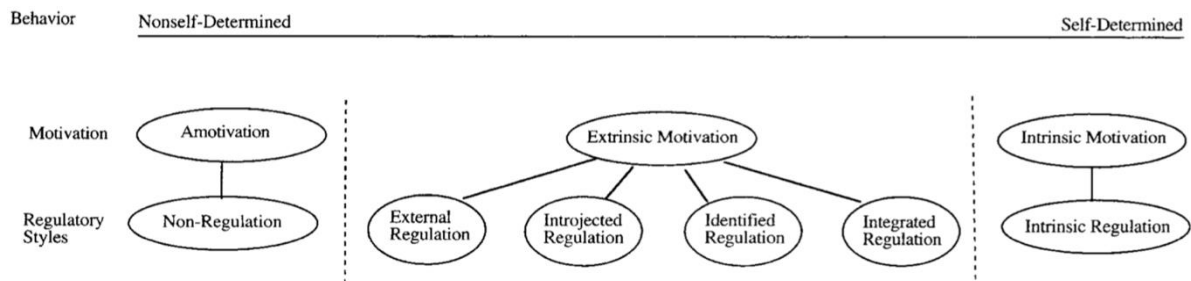 Behavior Nonself-Determined Self-Determined
Motivation Amotivation Extrinsic Motivation Intrinsic Motivation
Regulatory
Styles
Non-Regulation
External
Regulation
Introjected
Regulation
Identified
Regulation
Integrated
Regulation
Intrinsic Regulation